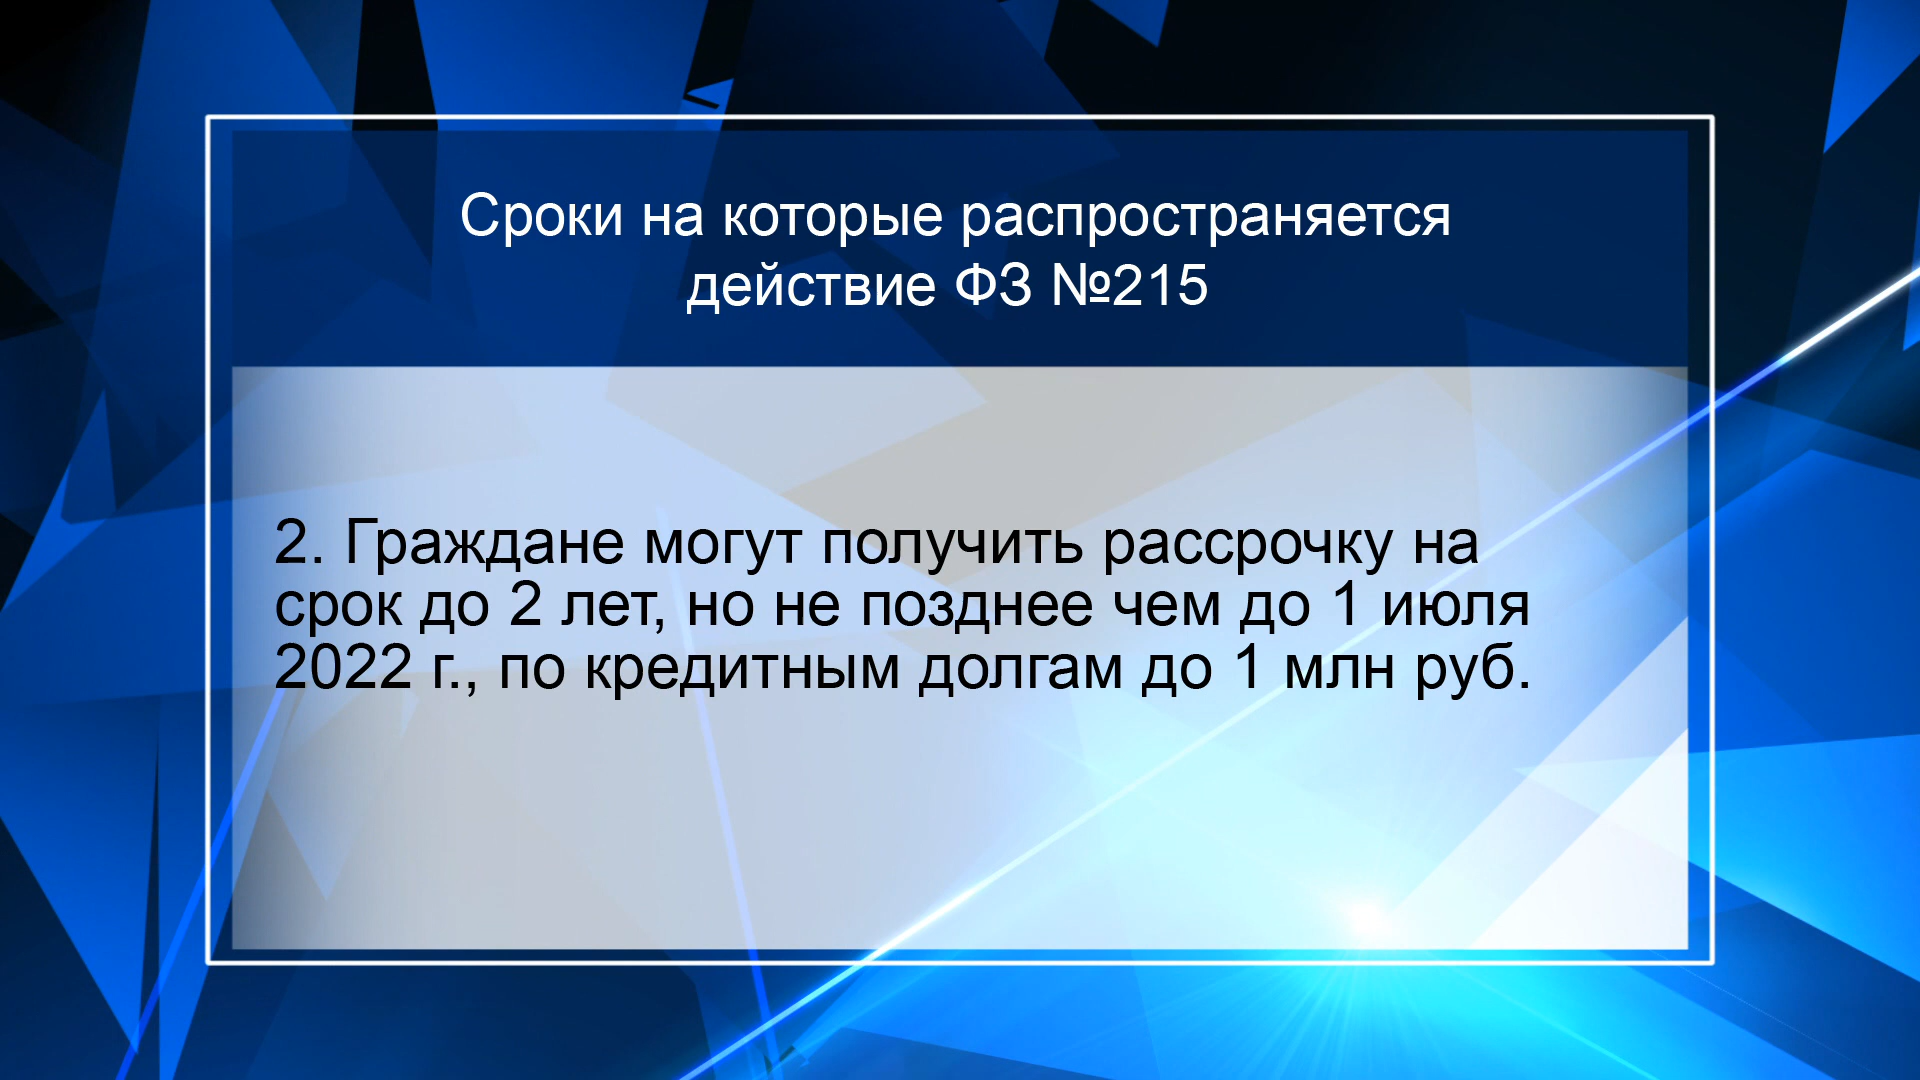 Сроки на которые распространяется
действие ФЗ №215
2. Граждане могут получить рассрочку на
срок до 2 лет, но не позднее чем до 1 июля
2022 г., по кредитным долгам до 1 млн руб.